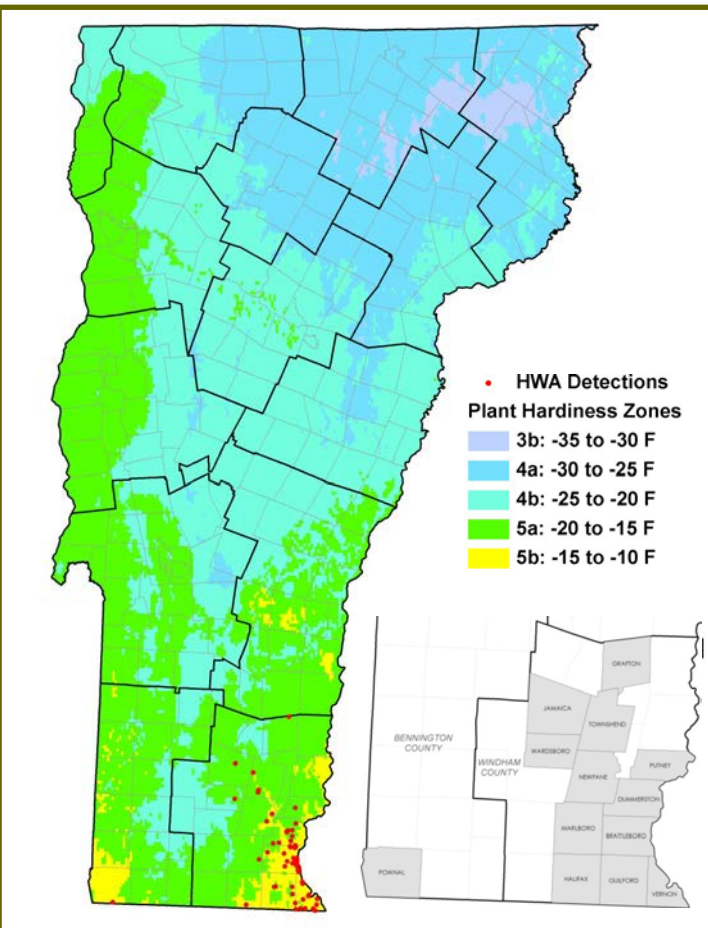 HWA Detections
Plant Hardiness Zones
3b: -35 to -30 F
4a: -30 to -25 F
4b: -25 to -20 F
5a: -20 to -15 F
5b: -15 to -10 F
GRAFTON
JAMAICA
TOWNSHEND
BENNINGTON
COUNTY
WINDHAM
COUNTY
WARDSBORO
PUTNEY
NEWFANE
DUMMERSTON
MARLBORO
BRATTLEBORO
POWNAL
HALIFAX
GUILFORD
VERNON